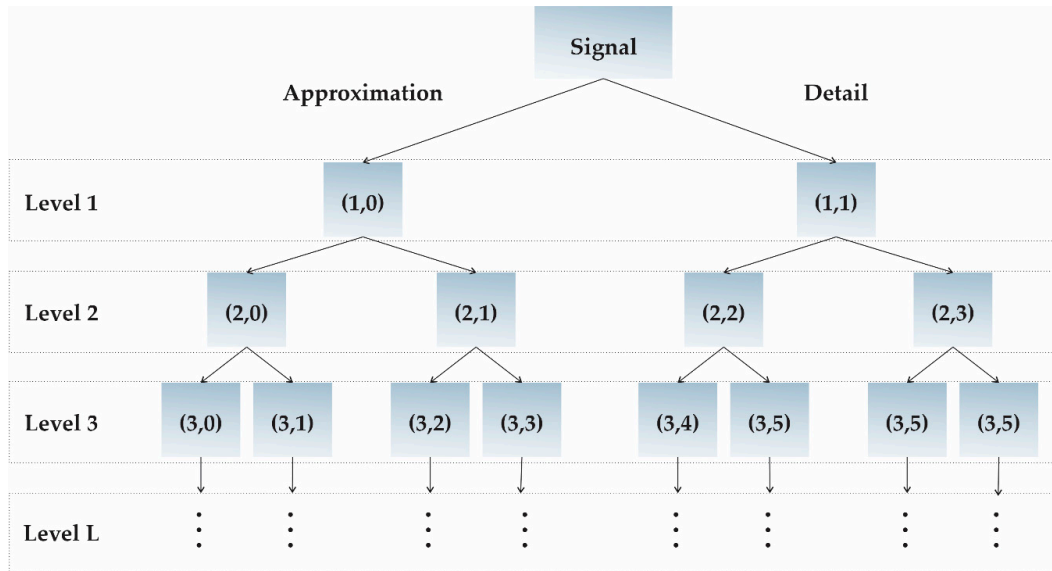 Signal
Approximation Detail
Level 1 (1,0) (1,1)
Level 2 (2,0) (2,1) (2,2) (2,3)
Level 3 (3,0) (3,1) (3,2) (3,3) (3,4) (3,5) (3,5) (3,5)
Level L